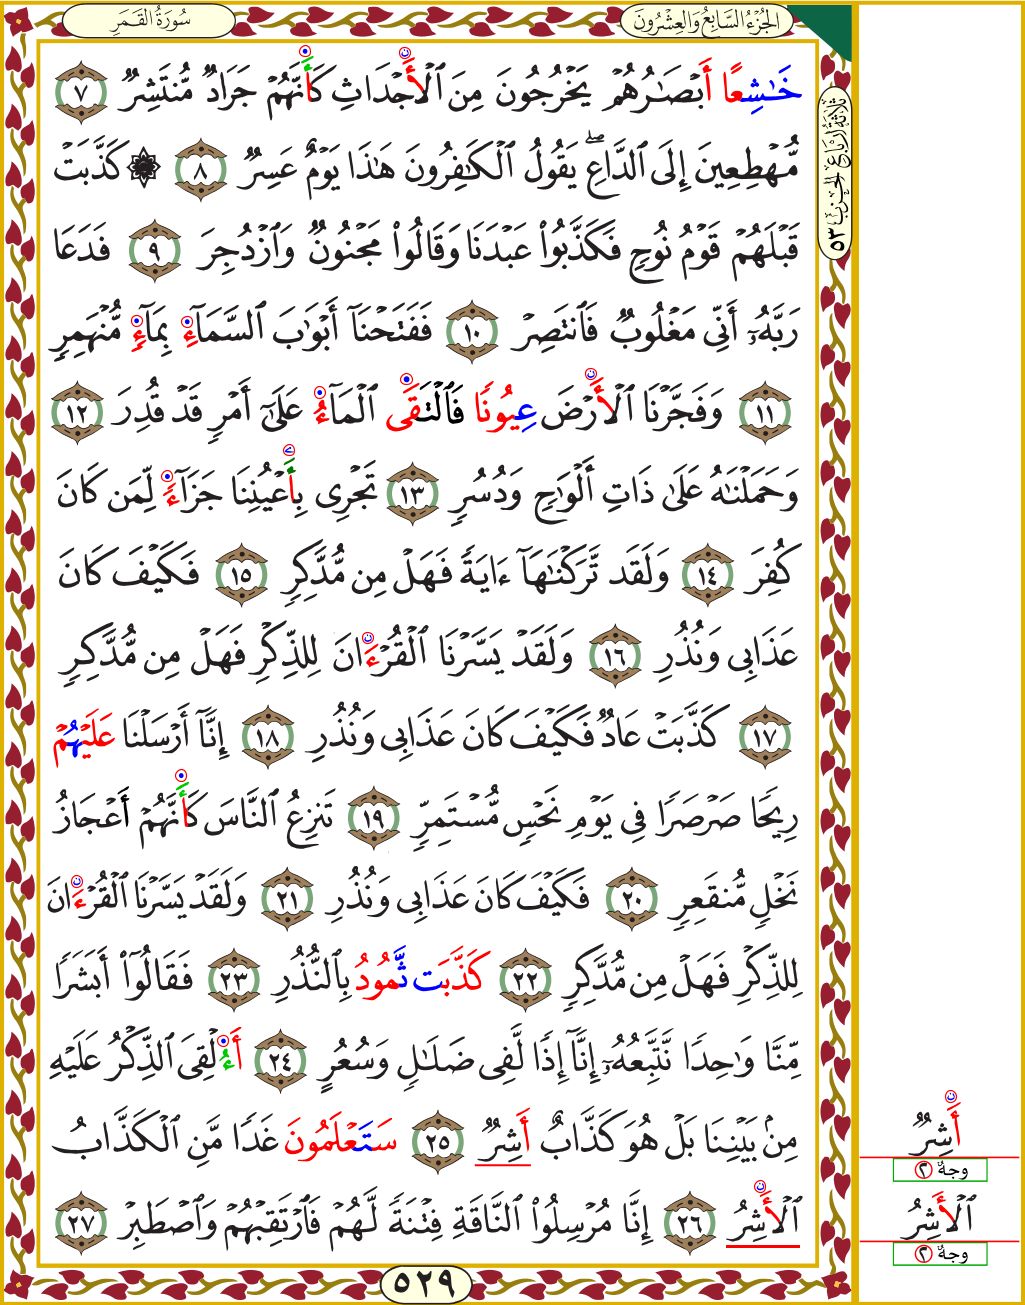 سُورَةُ القَمَرِ
الجُزْءُ السَّابِعُ وَالعِشْرُونَ
خَٰشِعًا أَبْصَٰرُهُمْ يَخْرُجُونَ مِنَ ٱلْأَجْدَاثِ كَأَنَّهُمْ جَرَادٌ مُّنتَشِرٌ ٧
مُّهْطِعِينَ إِلَى ٱلدَّاعِ ۖ يَقُولُ ٱلْكَٰفِرُونَ هَٰذَا يَوْمٌ عَسِرٌ ٨ ۞ كَذَّبَتْ
قَبْلَهُمْ قَوْمُ نُوحٍ فَكَذَّبُوا۟ عَبْدَنَا وَقَالُوا۟ مَجْنُونٌ وَٱزْدُجِرَ ٩ فَدَعَا
رَبَّهُۥٓ أَنِّى مَغْلُوبٌ فَٱنتَصِرْ ١٠ فَفَتَحْنَآ أَبْوَٰبَ ٱلسَّمَآءِ بِمَآءٍ مُّنْهَمِرٍ
١١ وَفَجَّرْنَا ٱلْأَرْضَ عِيُونًا فَٱلْتَقَى ٱلْمَآءُ عَلَىٰٓ أَمْرٍ قَدْ قُدِرَ ١٢
وَحَمَلْنَٰهُ عَلَىٰ ذَاتِ أَلْوَٰحٍ وَدُسُرٍ ١٣ تَجْرِى بِأَعْيُنِنَا جَزَآءً لِّمَن كَانَ
كُفِرَ ١٤ وَلَقَد تَّرَكْنَٰهَآ ءَايَةً فَهَلْ مِن مُّدَّكِرٍ ١٥ فَكَيْفَ كَانَ
عَذَابِى وَنُذُرِ ١٦ وَلَقَدْ يَسَّرْنَا ٱلْقُرْءَانَ لِلذِّكْرِ فَهَلْ مِن مُّدَّكِرٍ
١٧ كَذَّبَتْ عَادٌ فَكَيْفَ كَانَ عَذَابِى وَنُذُرِ ١٨ إِنَّآ أَرْسَلْنَا عَلَيْهُمْ
رِيحًا صَرْصَرًا فِى يَوْمِ نَحْسٍ مُّسْتَمِرٍّ ١٩ تَنزِعُ ٱلنَّاسَ كَأَنَّهُمْ أَعْجَازُ
نَخْلٍ مُّنقَعِرٍ ٢٠ فَكَيْفَ كَانَ عَذَابِى وَنُذُرِ ٢١ وَلَقَدْ يَسَّرْنَا ٱلْقُرْءَانَ
لِلذِّكْرِ فَهَلْ مِن مُّدَّكِرٍ ٢٢ كَذَّبَت ثَّمُودُ بِٱلنُّذُرِ ٢٣ فَقَالُوٓا۟ أَبَشَرًا
مِّنَّا وَٰحِدًا نَّتَّبِعُهُۥٓ إِنَّآ إِذًا لَّفِى ضَلَٰلٍ وَسُعُرٍ ٢٤ أَءُلْقِىَ ٱلذِّكْرُ عَلَيْهِ
مِنۢ بَيْنِنَا بَلْ هُوَ كَذَّابٌ أَشِرٌ ٢٥ سَتَعْلَمُونَ غَدًا مَّنِ ٱلْكَذَّابُ
ٱلْأَشِرُ ٢٦ إِنَّا مُرْسِلُوا۟ ٱلنَّاقَةِ فِتْنَةً لَّهُمْ فَٱرْتَقِبْهُمْ وَٱصْطَبِرْ ٢٧
ثَلَاثَةُ أَرْبَاعِ الحِزْبِ ٥٣
أَشِرٌ
وجهٌ ٢
ٱلْأَشِرُ
وجهٌ ٢
٥٢٩